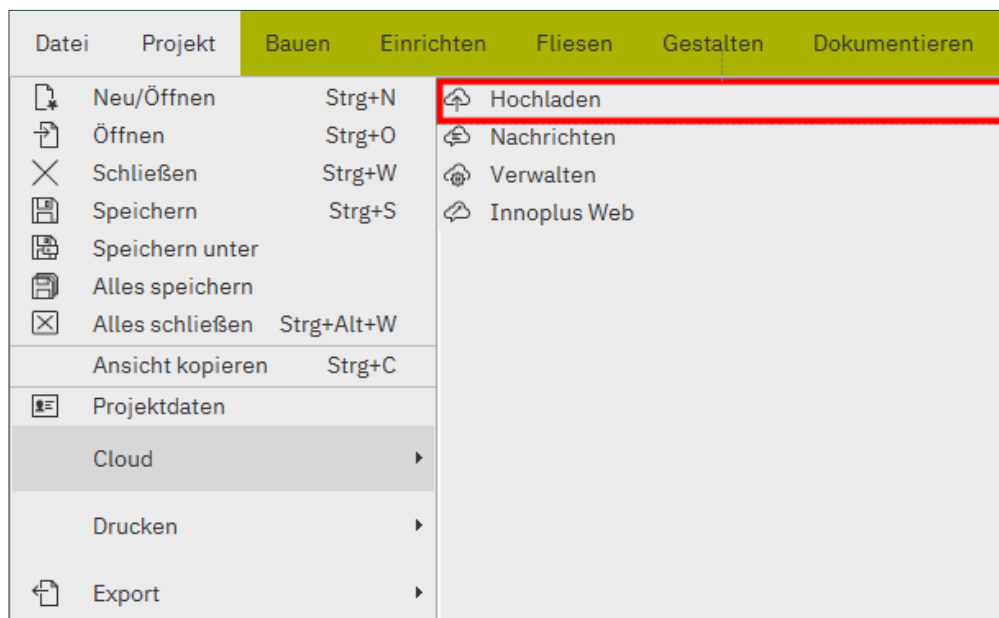 Datei Projekt Bauen Einrichten Fliesen Gestalten Dokumentieren
Neu/Öffnen Strg+N
Öffnen Strg+O
Schließen Strg+W
Speichern Strg+S
Speichern unter
Alles speichern
Alles schließen Strg+Alt+W
Ansicht kopieren Strg+C
Projektdaten
Cloud
Drucken
Export
Hochladen
Nachrichten
Verwalten
Innoplus Web